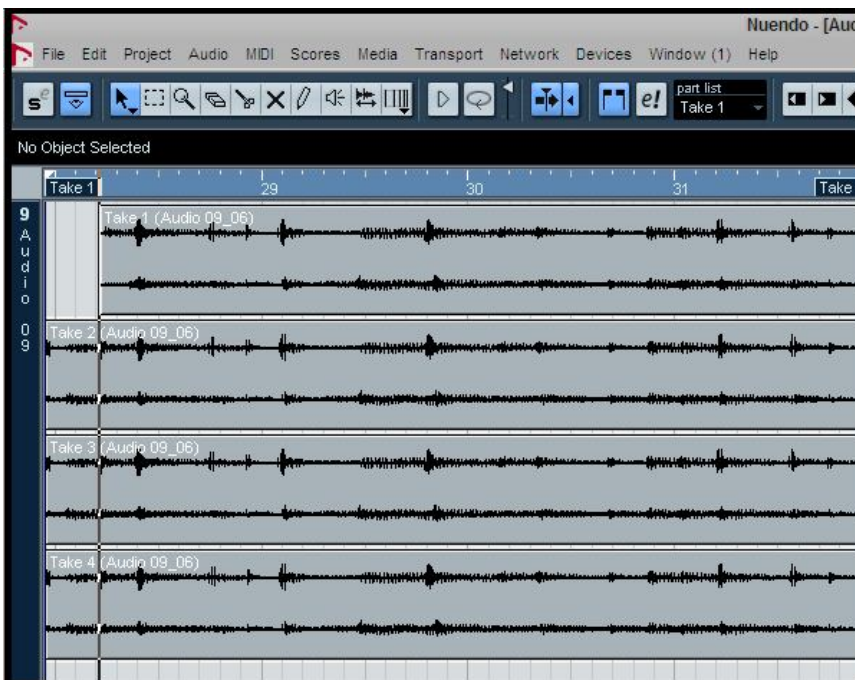 Nuendo - [Aud
File Edit Project Audio MIDI Scores Media Transport Network Devices Window (1) Help
se e! part list
Take 1
No Object Selected
Take 1 29 30 31 Take
9 Audio 09
Take 1 (Audio 09_06)
Take 2 (Audio 09_06)
Take 3 (Audio 09_06)
Take 4 (Audio 09_06)